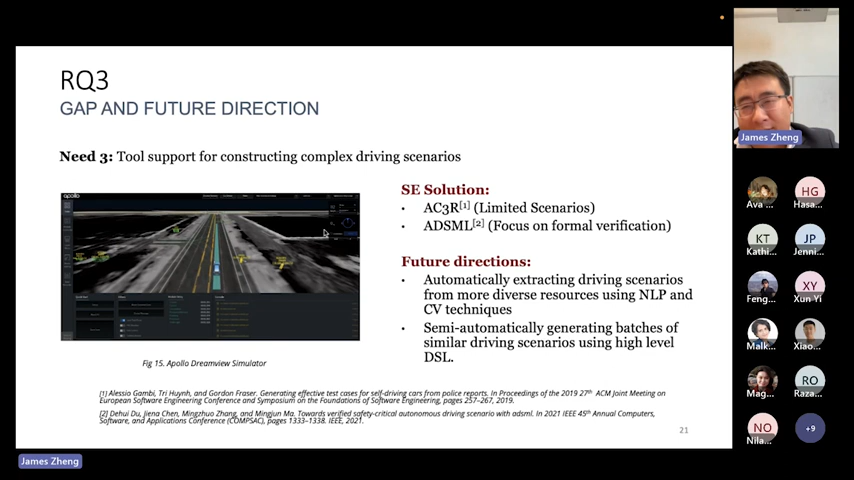 RQ3
GAP AND FUTURE DIRECTION
Need 3: Tool support for constructing complex driving scenarios
apollo
Fig 15. Apollo Dreamview Simulator
SE Solution:
• AC3R[1] (Limited Scenarios)
• ADSML[2] (Focus on formal verification)
Future directions:
• Automatically extracting driving scenarios
from more diverse resources using NLP and
CV techniques
• Semi-automatically generating batches of
similar driving scenarios using high level
DSL.
[1] Alessio Gambi, Tri Huynh, and Gordon Fraser. Generating effective test cases for self-driving cars from police reports. In Proceedings of the 2019 27th ACM Joint Meeting on
European Software Engineering Conference and Symposium on the Foundations of Software Engineering, pages 257–267, 2019.
[2] Dehui Du, Jiena Chen, Mingzhuo Zhang, and Mingjun Ma. Towards verified safety-critical autonomous driving scenario with adsml. In 2021 IEEE 45th Annual Computers,
Software, and Applications Conference (COMPSAC), pages 1333–1338. IEEE, 2021.
21
James Zheng
James Zheng
Ava ...
HG
Hasa...
KT
Kathi...
JP
Jenni...
Feng...
XY
Xun Yi
Malk...
Xiao...
Mag...
RO
Raza...
NO
Nila...
+9